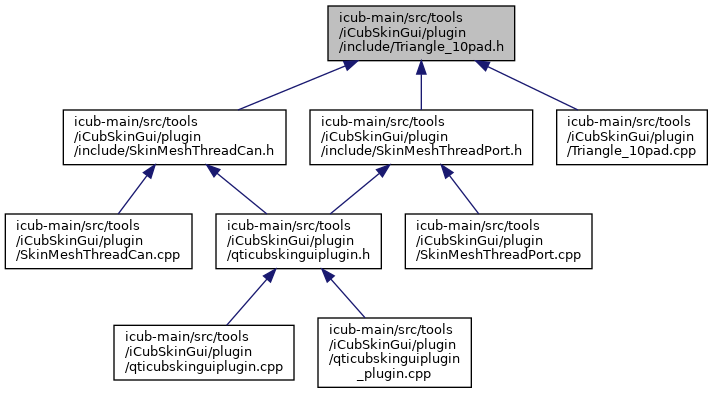 icub-main/src/tools
/iCubSkinGui/plugin
/include/Triangle_10pad.h
icub-main/src/tools
/iCubSkinGui/plugin
/include/SkinMeshThreadCan.h
icub-main/src/tools
/iCubSkinGui/plugin
/include/SkinMeshThreadPort.h
icub-main/src/tools
/iCubSkinGui/plugin
/Triangle_10pad.cpp
icub-main/src/tools
/iCubSkinGui/plugin
/SkinMeshThreadCan.cpp
icub-main/src/tools
/iCubSkinGui/plugin
/qticubskinguiplugin.h
icub-main/src/tools
/iCubSkinGui/plugin
/SkinMeshThreadPort.cpp
icub-main/src/tools
/iCubSkinGui/plugin
/qticubskinguiplugin.cpp
icub-main/src/tools
/iCubSkinGui/plugin
/qticubskinguiplugin
_plugin.cpp